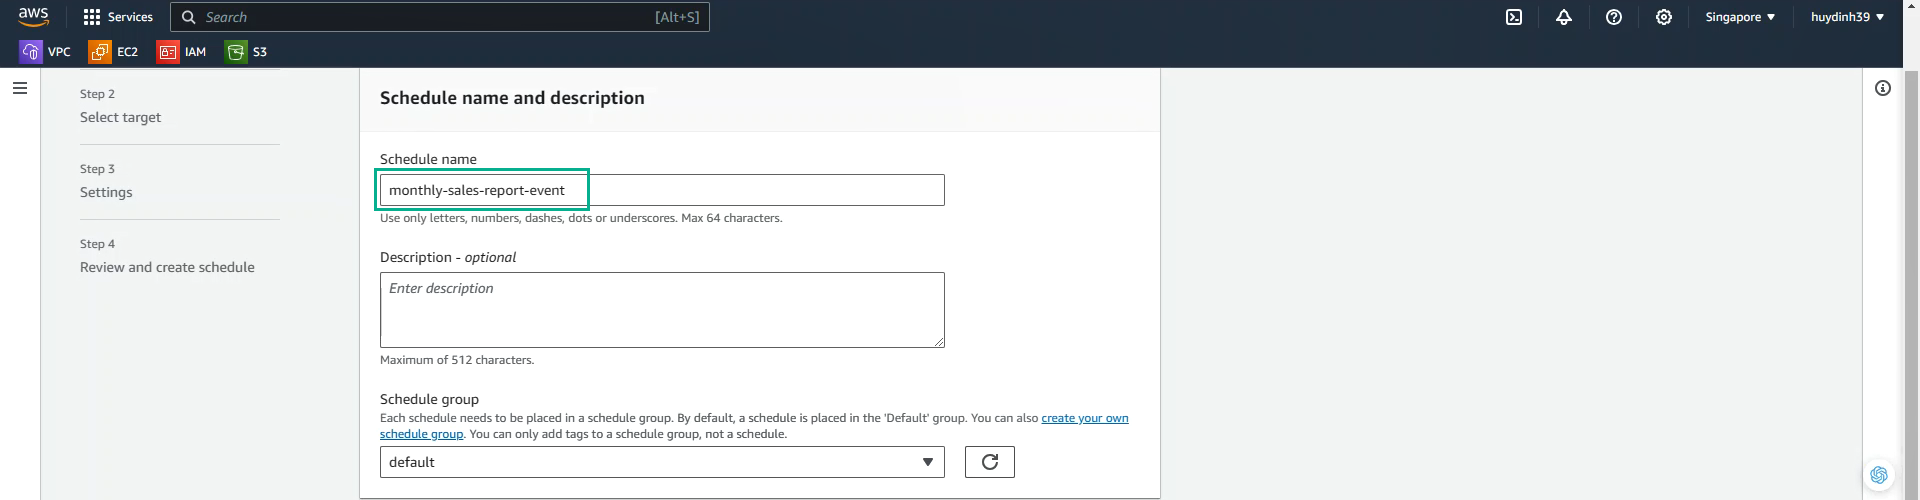 aws Services Search [Alt+S] Singapore huydinh39
VPC EC2 IAM S3
Step 2
Select target
Step 3
Settings
Step 4
Review and create schedule
Schedule name and description
Schedule name
monthly-sales-report-event
Use only letters, numbers, dashes, dots or underscores. Max 64 characters.
Description - optional
Enter description
Maximum of 512 characters.
Schedule group
Each schedule needs to be placed in a schedule group. By default, a schedule is placed in the 'Default' group. You can also create your own
schedule group. You can only add tags to a schedule group, not a schedule.
default